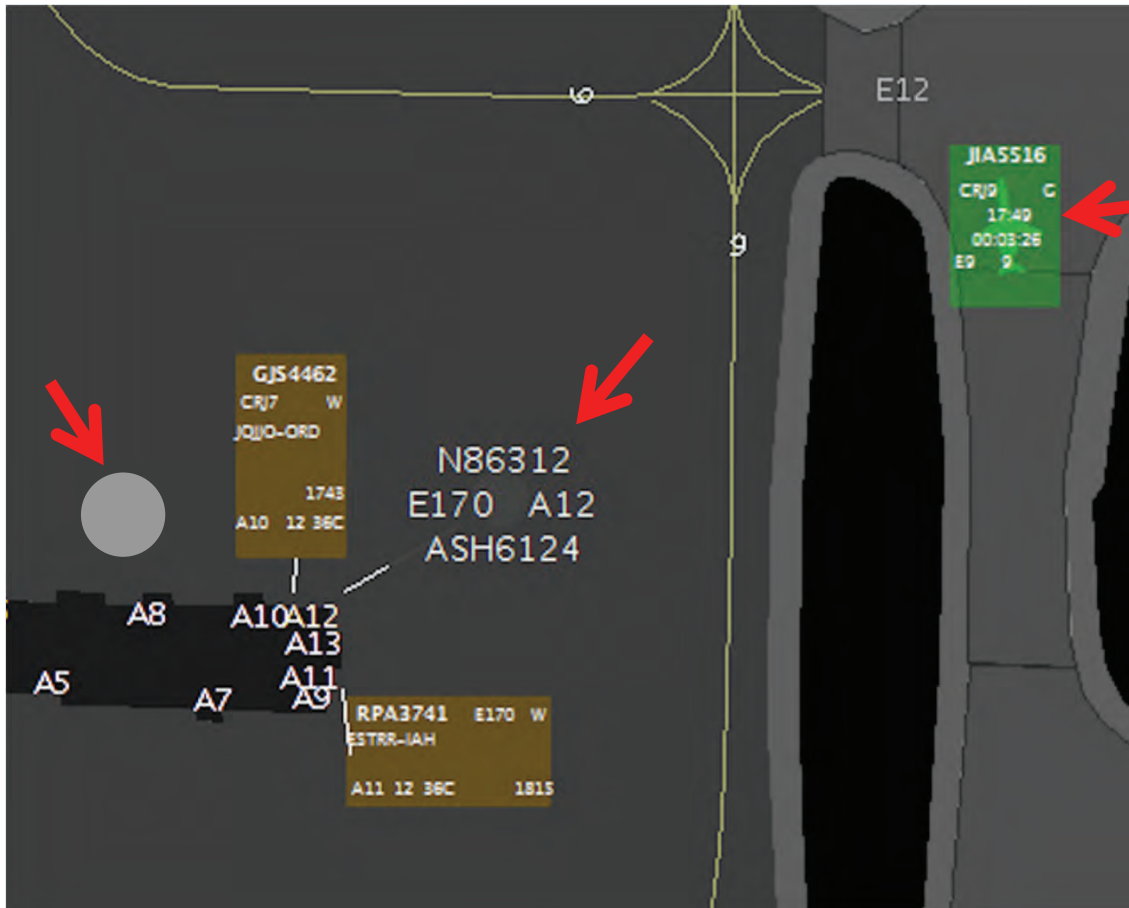 6
E12
JIA5516
CRJ9 G
17:49
00:03:26
E9 9
9
GJS4462
CRJ7 W
JOJJO-ORD
1743
A10 12 36C
N86312
E170 A12
ASH6124
A8
A10
A12
A13
A5
A11
A7
A9
RPA3741 E170 W
ESTRR-IAH
A11 12 36C 1815